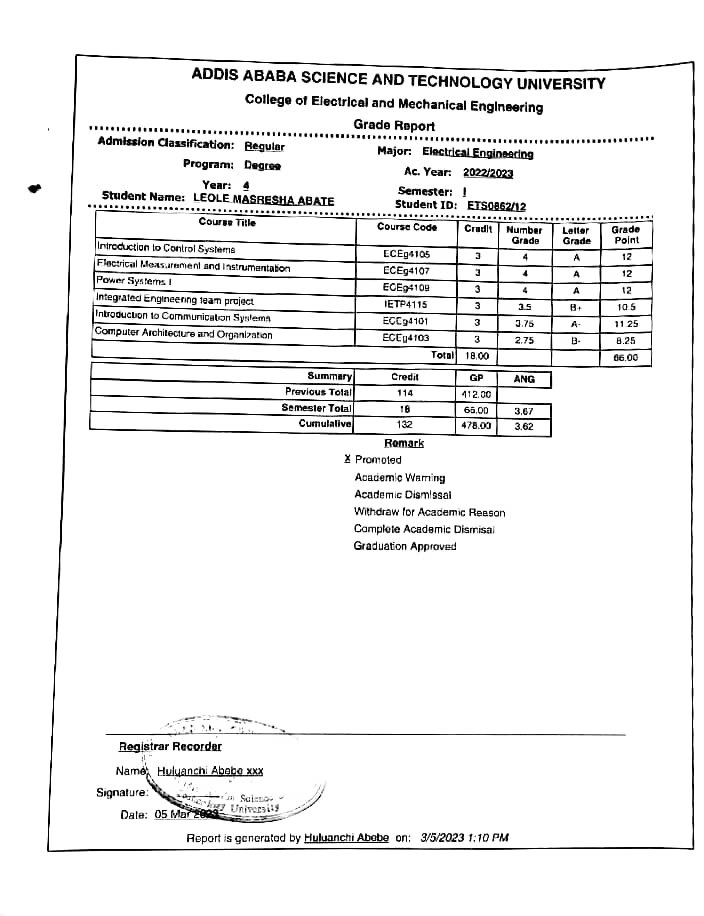 ADDIS ABABA SCIENCE AND TECHNOLOGY UNIVERSITY
College of Electrical and Mechanical Engineering
Grade Report
Admission Classification: Regular Major: Electrical Engineering
Program: Degree Ac. Year: 2022/2023
Year: 4 Semester: I
Student Name: LEOLE MASRESHA ABATE Student ID: ETS0862/12
Course Title Course Code Credit Number Grade Letter Grade Grade Point
Introduction to Control Systems ECEg4105 3 4 A 12
Electrical Measurement and Instrumentation ECEg4107 3 4 A 12
Power Systems I ECEg4109 3 4 A 12
Integrated Engineering team project IETP4115 3 3.5 B+ 10.5
Introduction to Communication Systems ECEg4101 3 3.75 A- 11.25
Computer Architecture and Organization ECEg4103 3 2.75 B- 8.25
Total 18.00 66.00
Summary Credit GP ANG
Previous Total 114 412.00
Semester Total 18 66.00 3.67
Cumulative 132 478.00 3.62
Remark
X Promoted
Academic Warning
Academic Dismissal
Withdraw for Academic Reason
Complete Academic Dismisal
Graduation Approved
Registrar Recorder
Name: Huluanchi Abebe xxx
Signature:
University
Date: 05 Mar 2023
Report is generated by Huluanchi Abebe on: 3/5/2023 1:10 PM